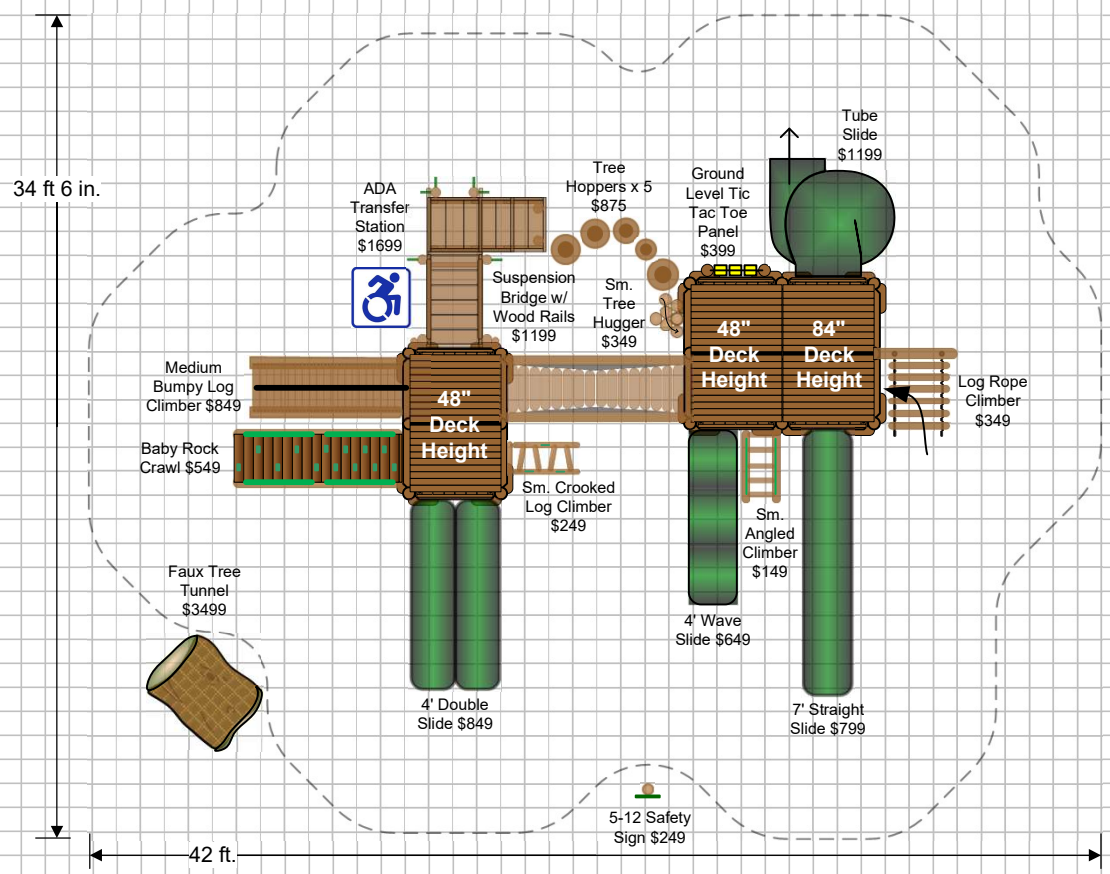 34 ft 6 in.
Tube
Slide
$1199
Tree
Hoppers x 5
$875
Ground
Level Tic
Tac Toe
Panel
$399
ADA
Transfer
Station
$1699
Suspension
Bridge w/
Wood Rails
$1199
Sm.
Tree
Hugger
$349
48"
Deck
Height
84"
Deck
Height
Medium
Bumpy Log
Climber $849
48"
Deck
Height
Log Rope
Climber
$349
Baby Rock
Crawl $549
Sm. Crooked
Log Climber
$249
Sm.
Angled
Climber
$149
Faux Tree
Tunnel
$3499
4' Wave
Slide $649
4' Double
Slide $849
7' Straight
Slide $799
5-12 Safety
Sign $249
42 ft.